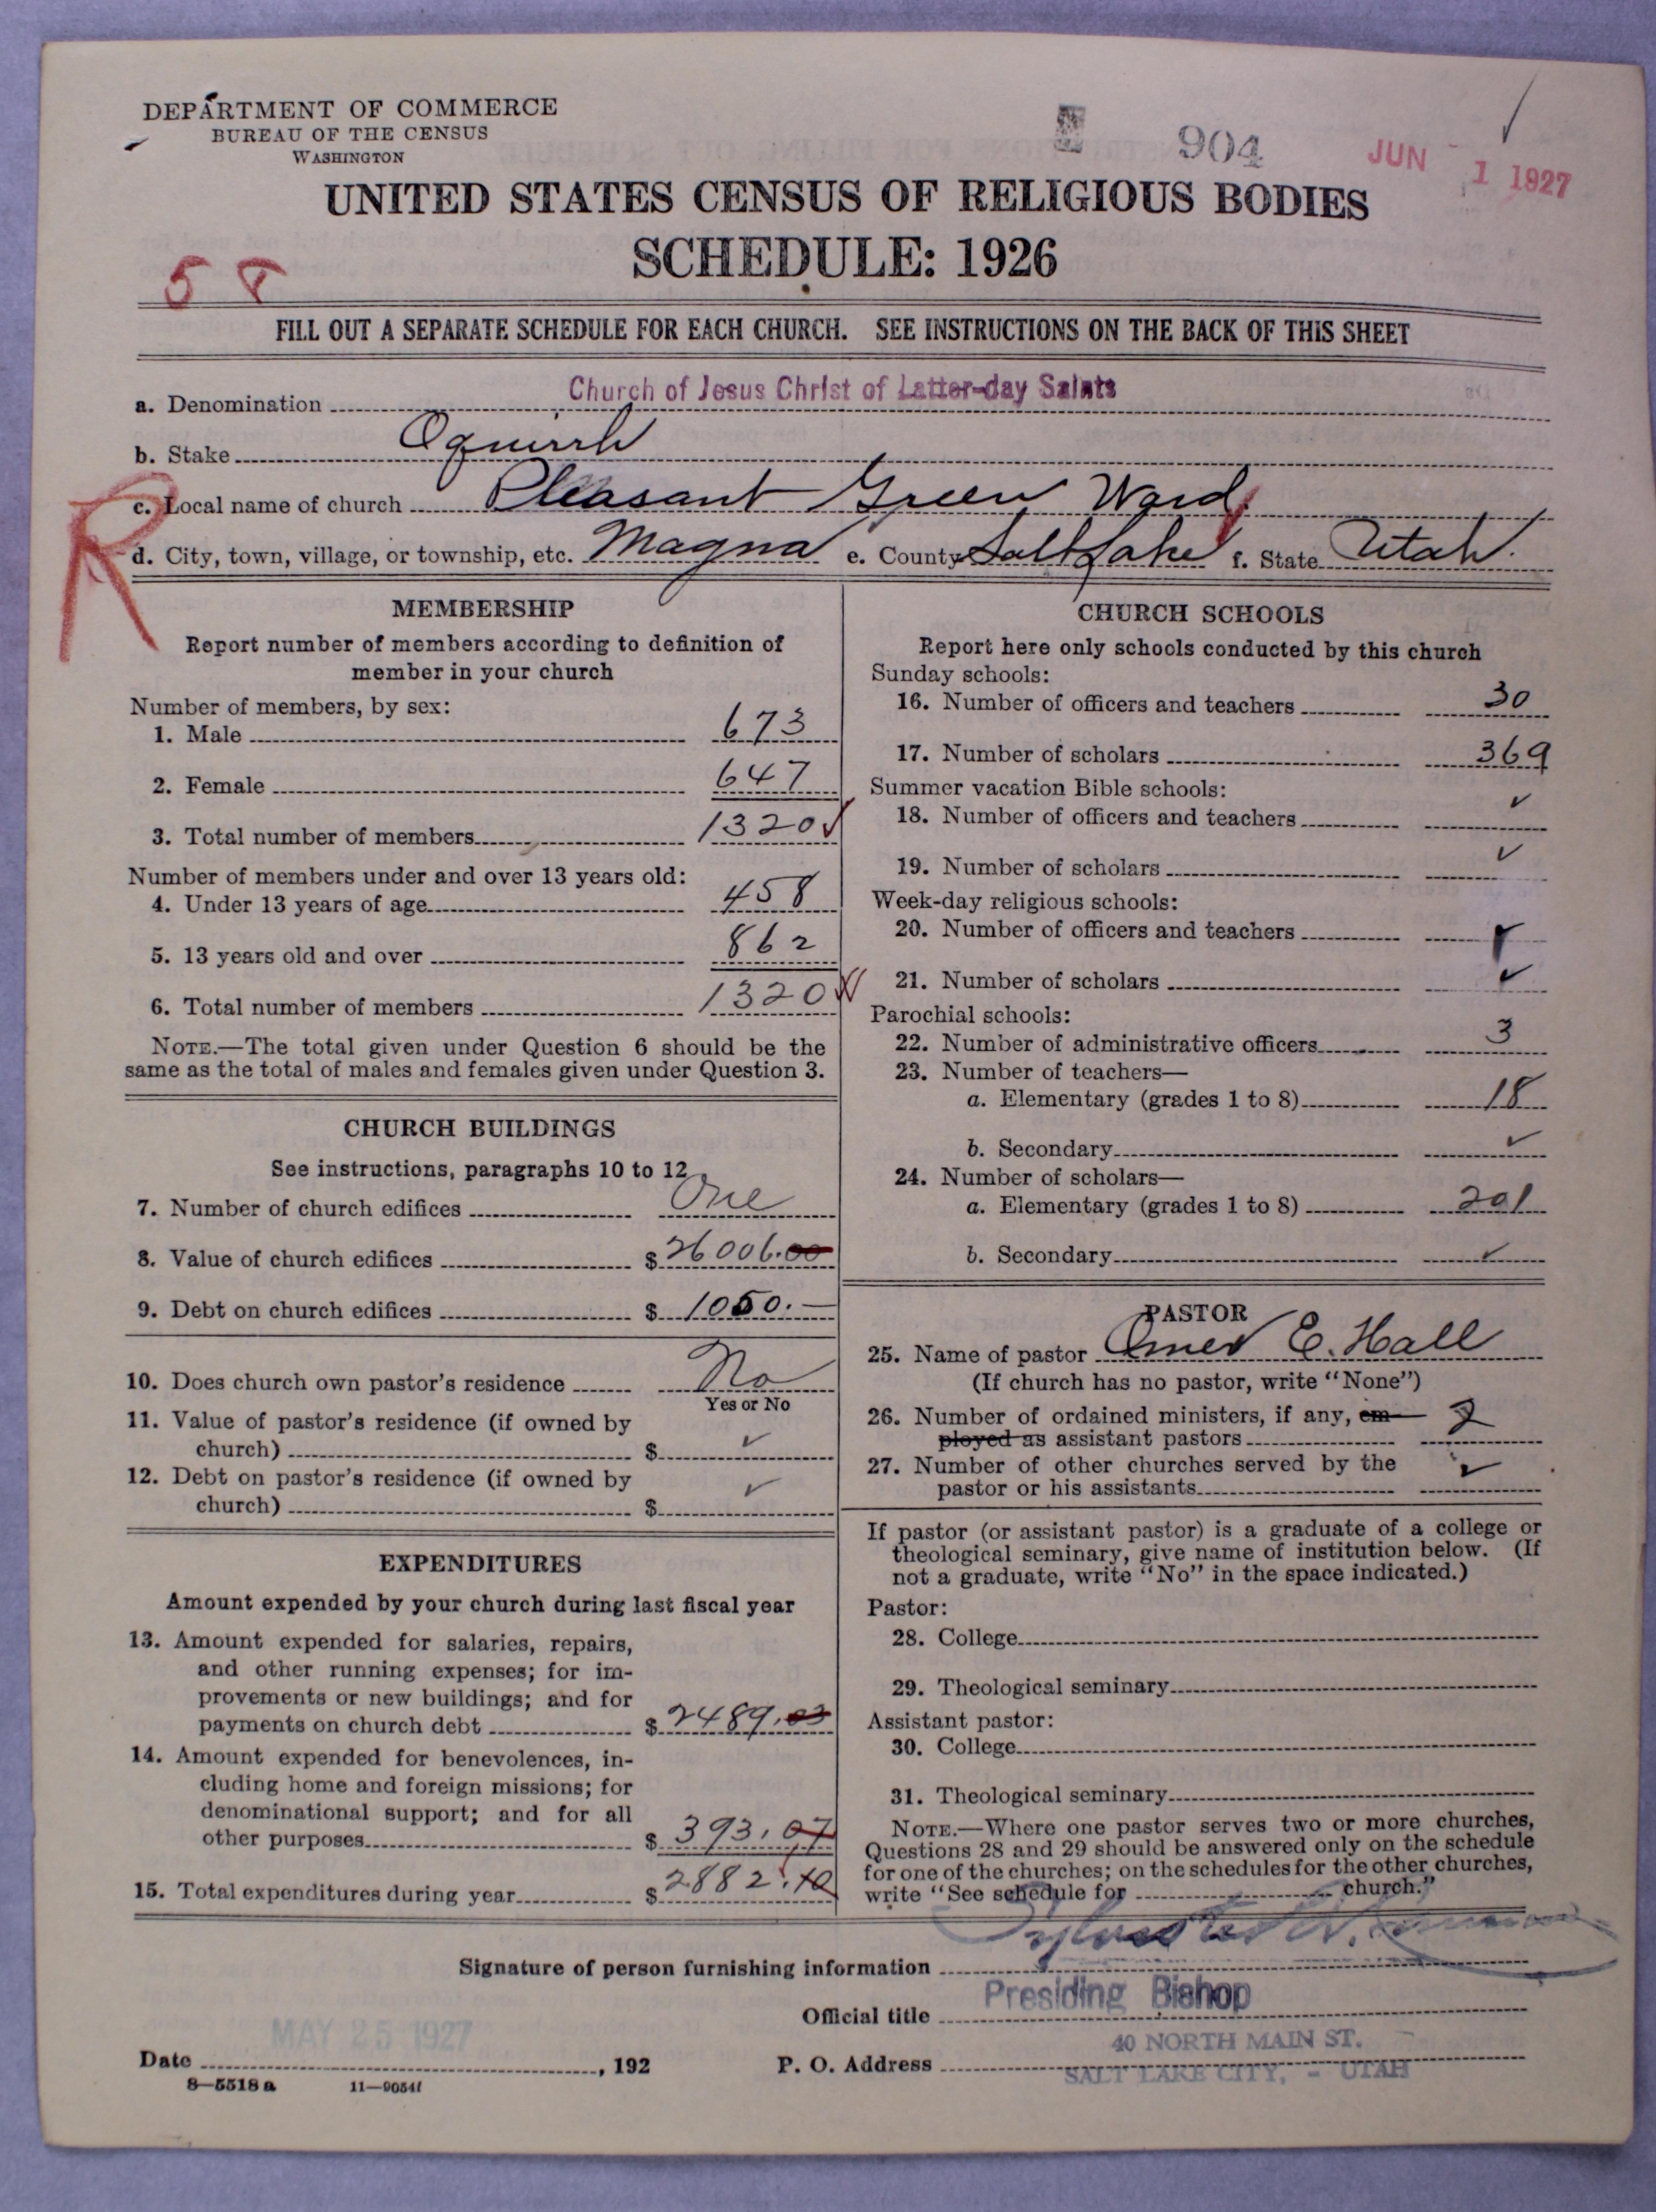 DEPARTMENT OF COMMERCE
BUREAU OF THE CENSUS
WASHINGTON
904
JUN 1 1927
UNITED STATES CENSUS OF RELIGIOUS BODIES
SCHEDULE: 1926
FILL OUT A SEPARATE SCHEDULE FOR EACH CHURCH. SEE INSTRUCTIONS ON THE BACK OF THIS SHEET
a. Denomination Church of Jesus Christ of Latter-day Saints
b. Stake Oquirrh
R
c. Local name of church Pleasant Green Ward
d. City, town, village, or township, etc. Magna e. County Salt Lake f. State Utah.
MEMBERSHIP
Report number of members according to definition of
member in your church
Number of members, by sex:
1. Male 673
2. Female 647
3. Total number of members 1320
Number of members under and over 13 years old:
4. Under 13 years of age 458
5. 13 years old and over 862
6. Total number of members 1320
NOTE.—The total given under Question 6 should be the
same as the total of males and females given under Question 3.
CHURCH BUILDINGS
See instructions, paragraphs 10 to 12
7. Number of church edifices One
8. Value of church edifices $ 26006.00
9. Debt on church edifices $ 1050.—
10. Does church own pastor's residence No
Yes or No
11. Value of pastor's residence (if owned by
church) $ ✓
12. Debt on pastor's residence (if owned by
church) $ ✓
EXPENDITURES
Amount expended by your church during last fiscal year
13. Amount expended for salaries, repairs,
and other running expenses; for im-
provements or new buildings; and for
payments on church debt $ 2489.03
14. Amount expended for benevolences, in-
cluding home and foreign missions; for
denominational support; and for all
other purposes $ 393.07
15. Total expenditures during year $ 2882.10
CHURCH SCHOOLS
Report here only schools conducted by this church
Sunday schools:
16. Number of officers and teachers 30
17. Number of scholars 369
Summer vacation Bible schools:
18. Number of officers and teachers ✓
19. Number of scholars ✓
Week-day religious schools:
20. Number of officers and teachers ✓
21. Number of scholars ✓
Parochial schools:
22. Number of administrative officers 3
23. Number of teachers—
a. Elementary (grades 1 to 8) 18
b. Secondary ✓
24. Number of scholars—
a. Elementary (grades 1 to 8) 201
b. Secondary ✓
PASTOR
25. Name of pastor Omer E. Hall
(If church has no pastor, write "None")
26. Number of ordained ministers, if any, em- 2
ployed as assistant pastors
27. Number of other churches served by the ✓
pastor or his assistants
If pastor (or assistant pastor) is a graduate of a college or
theological seminary, give name of institution below. (If
not a graduate, write "No" in the space indicated.)
Pastor:
28. College
29. Theological seminary
Assistant pastor:
30. College
31. Theological seminary
NOTE.—Where one pastor serves two or more churches,
Questions 28 and 29 should be answered only on the schedule
for one of the churches; on the schedules for the other churches,
write "See schedule for church."
Signature of person furnishing information
Official title Presiding Bishop
MAY 25 1927
Date , 192
P. O. Address 40 NORTH MAIN ST.
SALT LAKE CITY, - UTAH
8—5518 a 11—9054f